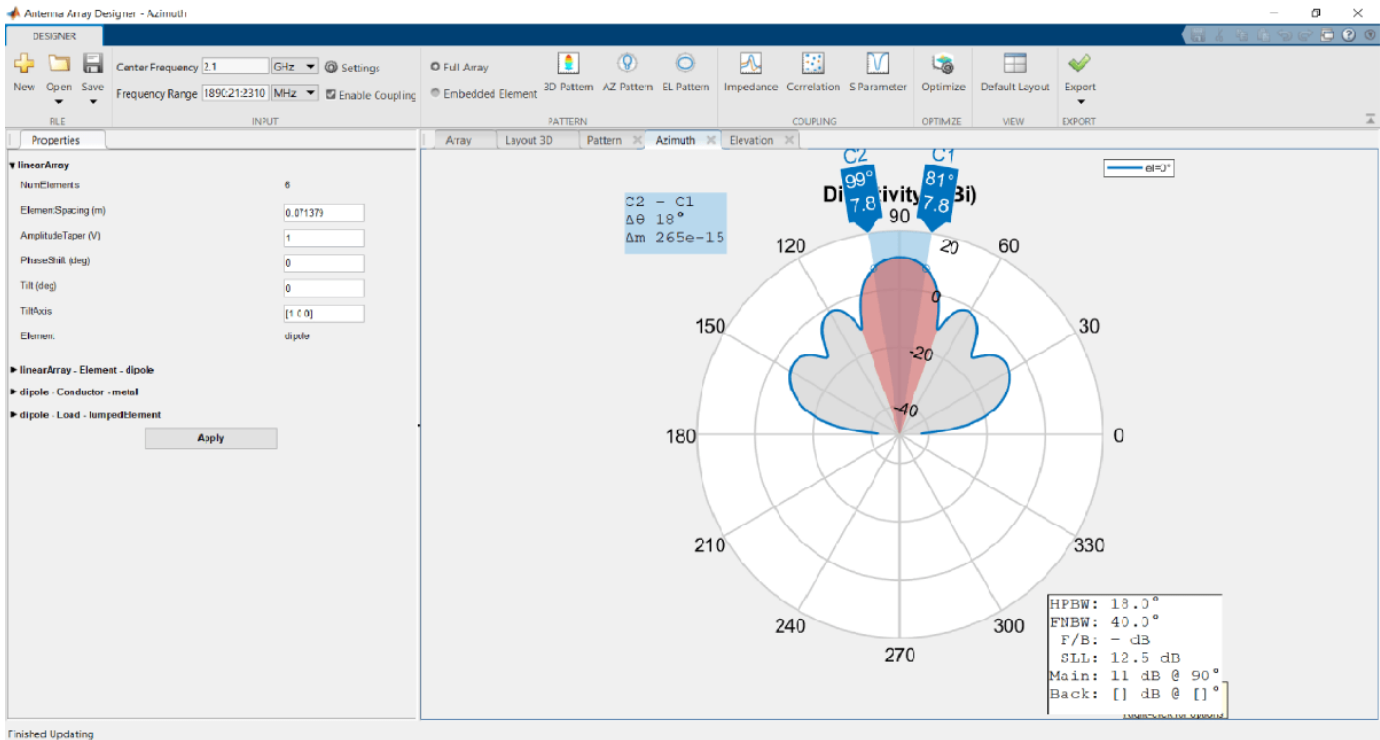 Antenna Array Designer - Azimuth
DESIGNER
New
Open
Save
FILE
Center Frequency 2.1 GHz Settings
Frequency Range 1890:21:2310 MHz Enable Coupling
INPUT
Full Array
Embedded Element
3D Pattern AZ Pattern EL Pattern
PATTERN
Impedance Correlation S Parameter
COUPLING
Optimize
OPTIMIZE
Default Layout
VIEW
Export
EXPORT
Properties
linearArray
NumElements 6
ElementSpacing (m) 0.071379
AmplitudeTaper (V) 1
PhaseShift (deg) 0
Tilt (deg) 0
TiltAxis [1 0 0]
Element dipole
linearArray - Element - dipole
dipole - Conductor - metal
dipole - Load - lumpedElement
Apply
Array
Layout 3D
Pattern
Azimuth
Elevation
C2 C1
99° 81°
7.8 7.8
el=0°
C2 - C1
Δθ 18°
Δm 265e-15
90
120 20 60
0
150 30
-20
-40
180 0
210 330
240 300
270
HPBW: 18.0°
FNBW: 40.0°
F/B: - dB
SLL: 12.5 dB
Main: 11 dB @ 90°
Back: [] dB @ []°
Finished Updating